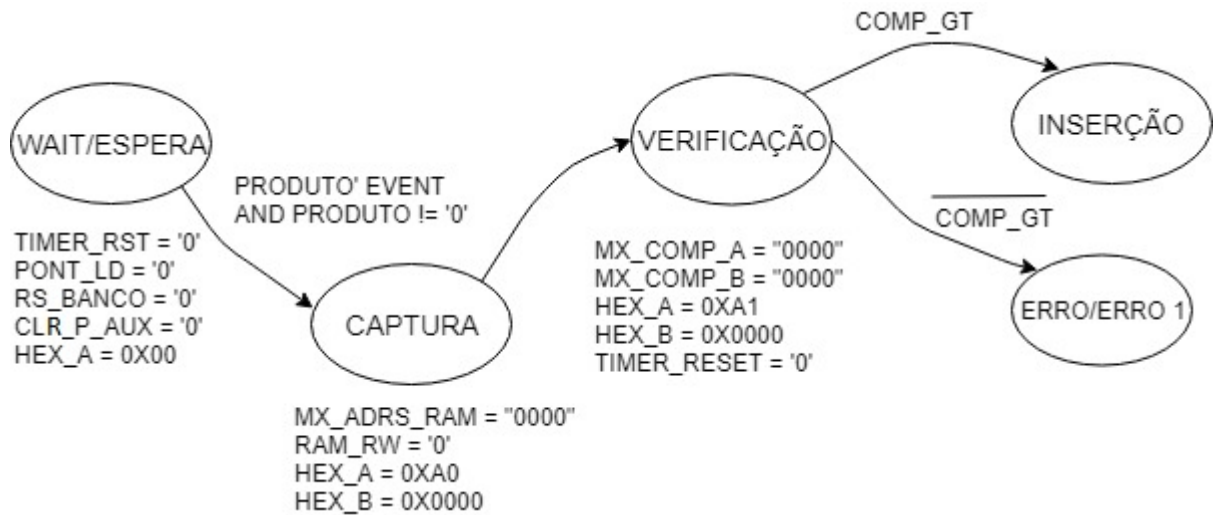 WAIT/ESPERA
TIMER_RST = '0'
PONT_LD = '0'
RS_BANCO = '0'
CLR_P_AUX = '0'
HEX_A = 0X00
PRODUTO' EVENT
AND PRODUTO != '0'
CAPTURA
MX_ADRS_RAM = "0000"
RAM_RW = '0'
HEX_A = 0XA0
HEX_B = 0X0000
VERIFICAÇÃO
MX_COMP_A = "0000"
MX_COMP_B = "0000"
HEX_A = 0XA1
HEX_B = 0X0000
TIMER_RESET = '0'
COMP_GT
INSERÇÃO
COMP_GT
ERRO/ERRO 1